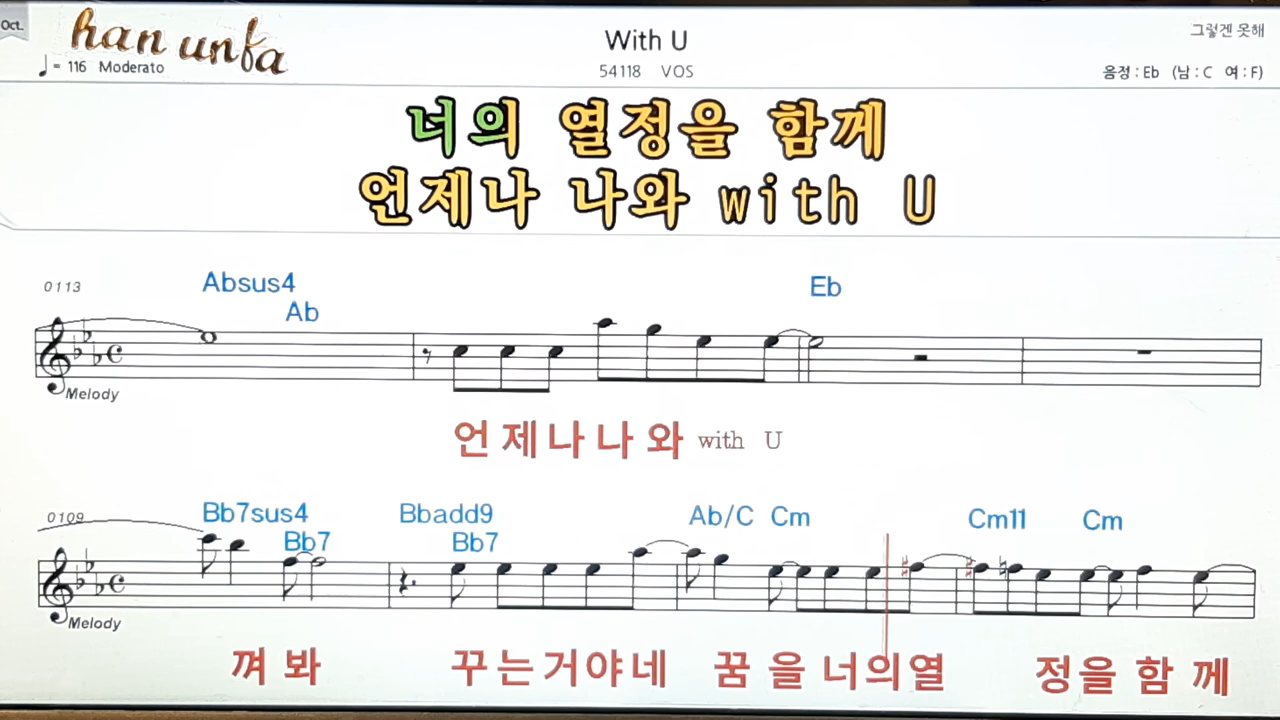 Oct.
han unfa
With U
그렇겐 못해
♩= 116 Moderato
54118 VOS
음정 : Eb (남 : C 여 : F)
너의 열정을 함께
언제나 나와 with U
0113
Absus4
Ab
Eb
Melody
언 제 나 나 와 with U
0109
Bb7sus4
Bb7
Bbadd9
Bb7
Ab/C Cm
Cm11 Cm
Melody
껴 봐 꾸는거야네 꿈 을 너의열 정을 함 께